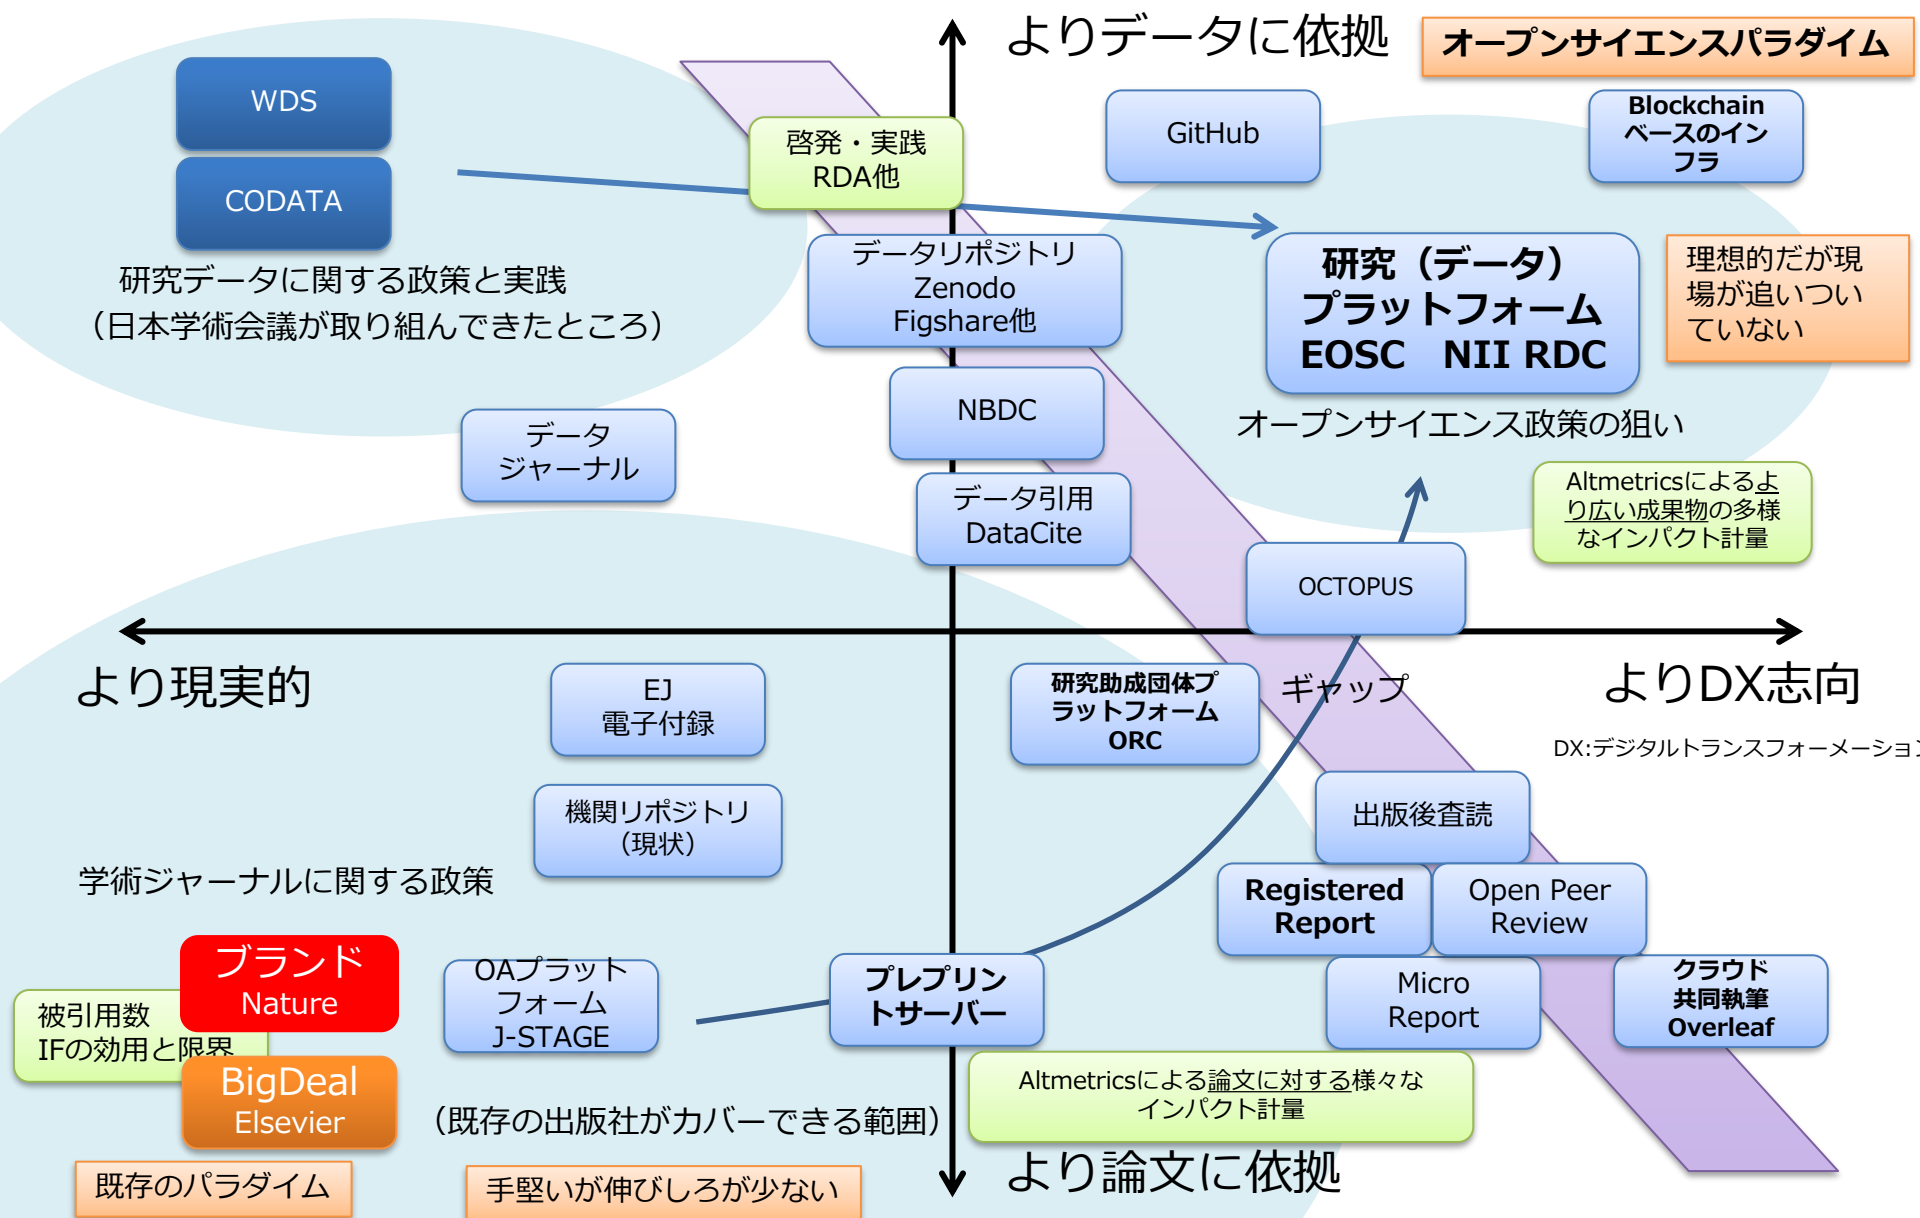 よりデータに依拠
オープンサイエンスパラダイム
WDS
CODATA
研究データに関する政策と実践
（日本学術会議が取り組んできたところ）
啓発・実践
RDA他
GitHub
Blockchain
ベースのイン
フラ
データリポジトリ
Zenodo
Figshare他
研究（データ）
プラットフォーム
EOSC　NII RDC
理想的だが現
場が追いつい
ていない
オープンサイエンス政策の狙い
NBDC
データ
ジャーナル
データ引用
DataCite
Altmetricsによるよ
り広い成果物の多様
なインパクト計量
OCTOPUS
より現実的
よりDX志向
DX:デジタルトランスフォーメーション
EJ
電子付録
研究助成団体プ
ラットフォーム
ORC
ギャップ
機関リポジトリ
（現状）
出版後査読
学術ジャーナルに関する政策
Registered
Report
Open Peer
Review
ブランド
Nature
被引用数
IFの効用と限界
BigDeal
Elsevier
OAプラット
フォーム
J-STAGE
プレプリン
トサーバー
Micro
Report
クラウド
共同執筆
Overleaf
Altmetricsによる論文に対する様々な
インパクト計量
（既存の出版社がカバーできる範囲）
より論文に依拠
既存のパラダイム
手堅いが伸びしろが少ない